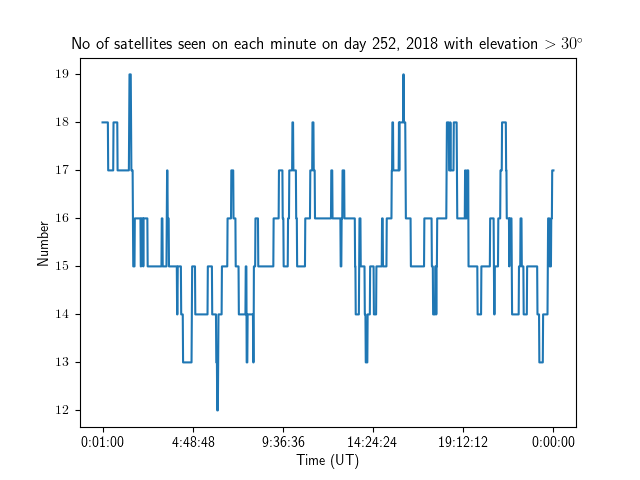 No of satellites seen on each minute on day 252, 2018 with elevation > 30°
19
18
17
16
15
14
13
12
Number
0:01:00 4:48:48 9:36:36 14:24:24 19:12:12 0:00:00
Time (UT)